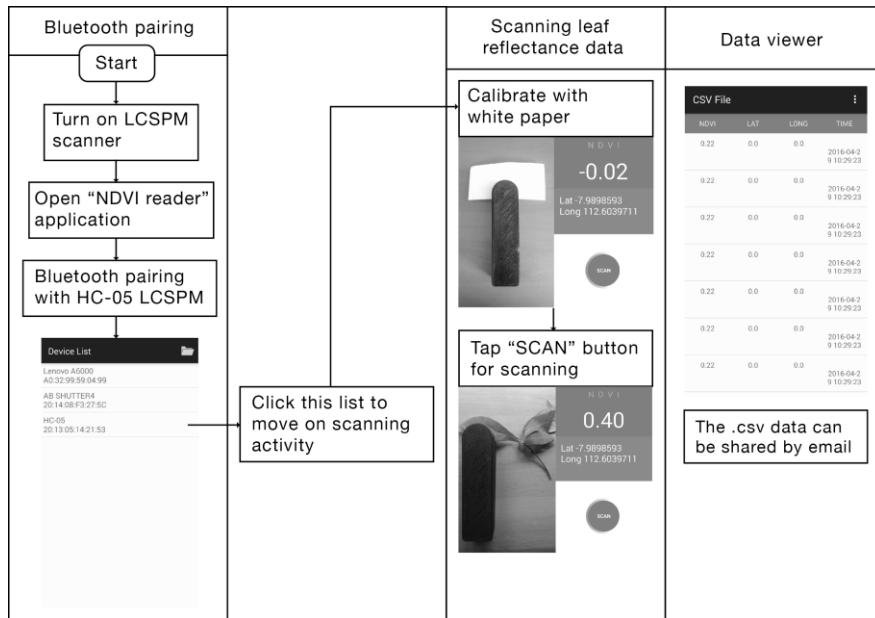 Bluetooth pairing
Start
Turn on LCSPM
scanner
Open “NDVI reader”
application
Bluetooth pairing
with HC-05 LCSPM
Device List
Lenovo A6000
A0:32:99:59:04:99
AB SHUTTER4
20:14:08:F3:27:5C
HC-05
20:13:05:14:21:53
Click this list to
move on scanning
activity
Scanning leaf
reflectance data
Calibrate with
white paper
NDVI
-0.02
Lat -7.9898593
Long 112.6039711
SCAN
Tap “SCAN” button
for scanning
NDVI
0.40
Lat -7.9898593
Long 112.6039711
SCAN
Data viewer
CSV File
NDVI LAT LONG TIME
0.22 0.0 0.0
2016-04-2
9 10:29:23
0.22 0.0 0.0
2016-04-2
9 10:29:23
0.22 0.0 0.0
2016-04-2
9 10:29:23
0.22 0.0 0.0
2016-04-2
9 10:29:23
0.22 0.0 0.0
2016-04-2
9 10:29:23
0.22 0.0 0.0
2016-04-2
9 10:29:23
0.22 0.0 0.0
2016-04-2
9 10:29:23
The .csv data can
be shared by email